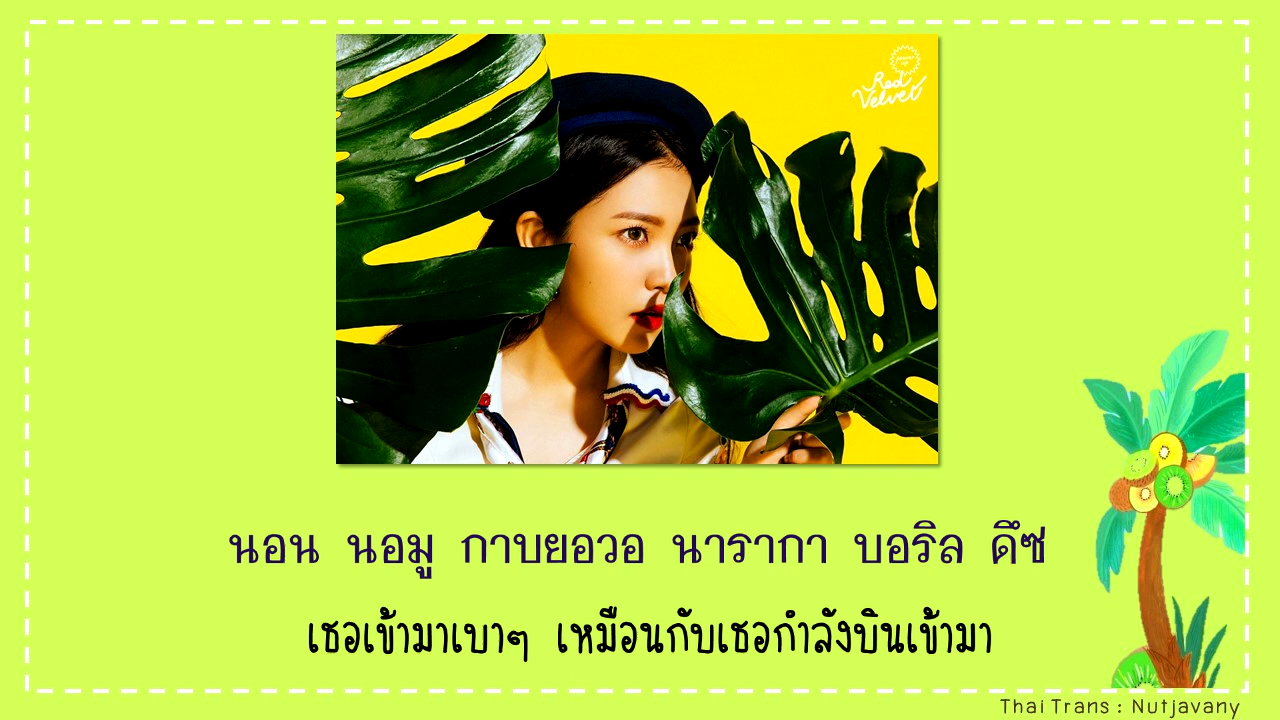 Red
Velvet
นอน นอมู กาบยอวอ นารากา บอริล ดึซ
เธอเข้ามาเบาๆ เหมือนกับเธอกำลังบินเข้ามา
Thai Trans : Nutjavany